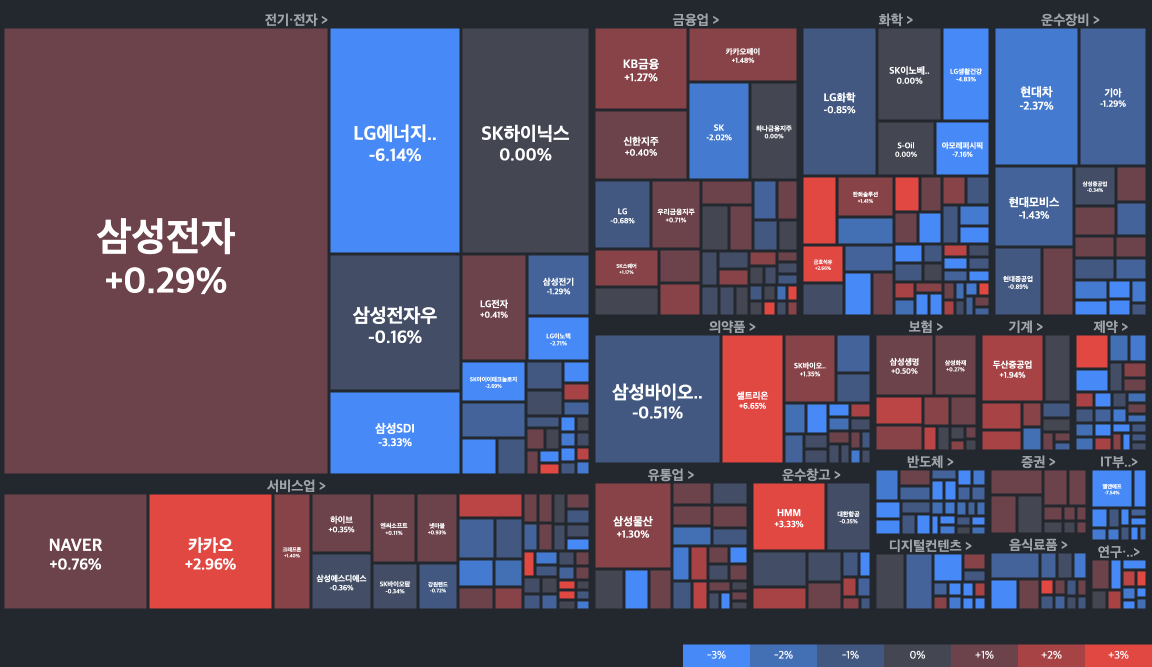 전기·전자 >
삼성전자
+0.29%
LG에너지..
-6.14%
SK하이닉스
0.00%
삼성전자우
-0.16%
LG전자
+0.41%
삼성전기
-1.29%
LG이노텍
-2.71%
SK아이이테크놀로지
삼성SDI
-3.33%
서비스업 >
NAVER
+0.76%
카카오
+2.96%
크래프톤
하이브
+0.35%
엔씨소프트
+0.11%
넷마블
삼성에스디에스
-0.36%
SK바이오팜
-0.34%
강원랜드
-0.72%
금융업 >
KB금융
+1.27%
카카오페이
+1.48%
신한지주
+0.40%
SK
-2.02%
하나금융지주
0.00%
LG
-0.68%
우리금융지주
+0.71%
SK스퀘어
화학 >
LG화학
-0.85%
SK이노베..
0.00%
LG생활건강
-4.83%
S-Oil
0.00%
아모레퍼시픽
-7.16%
한화솔루션
+1.41%
금호석유
운수장비 >
현대차
-2.37%
기아
-1.29%
현대모비스
-1.43%
삼성중공업
-0.34%
현대중공업
-0.89%
의약품 >
삼성바이오..
-0.51%
셀트리온
+6.65%
SK바이오..
+1.35%
보험 >
삼성생명
+0.50%
삼성화재
+0.27%
기계 >
두산중공업
+1.94%
제약 >
유통업 >
삼성물산
+1.30%
운수창고 >
HMM
+3.33%
대한항공
-0.35%
반도체 >
증권 >
IT부..>
디지털컨텐츠 >
음식료품 >
연구·..>
-3%
-2%
-1%
0%
+1%
+2%
+3%